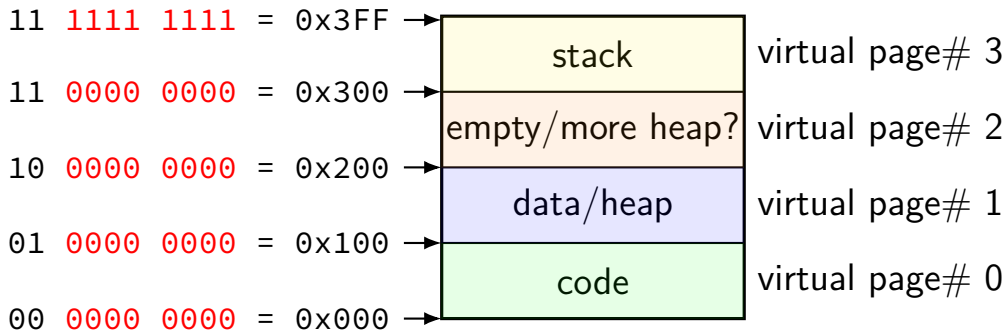 11 1111 1111 = 0x3FF
stack
virtual page# 3
11 0000 0000 = 0x300
empty/more heap?
virtual page# 2
10 0000 0000 = 0x200
data/heap
virtual page# 1
01 0000 0000 = 0x100
code
virtual page# 0
00 0000 0000 = 0x000